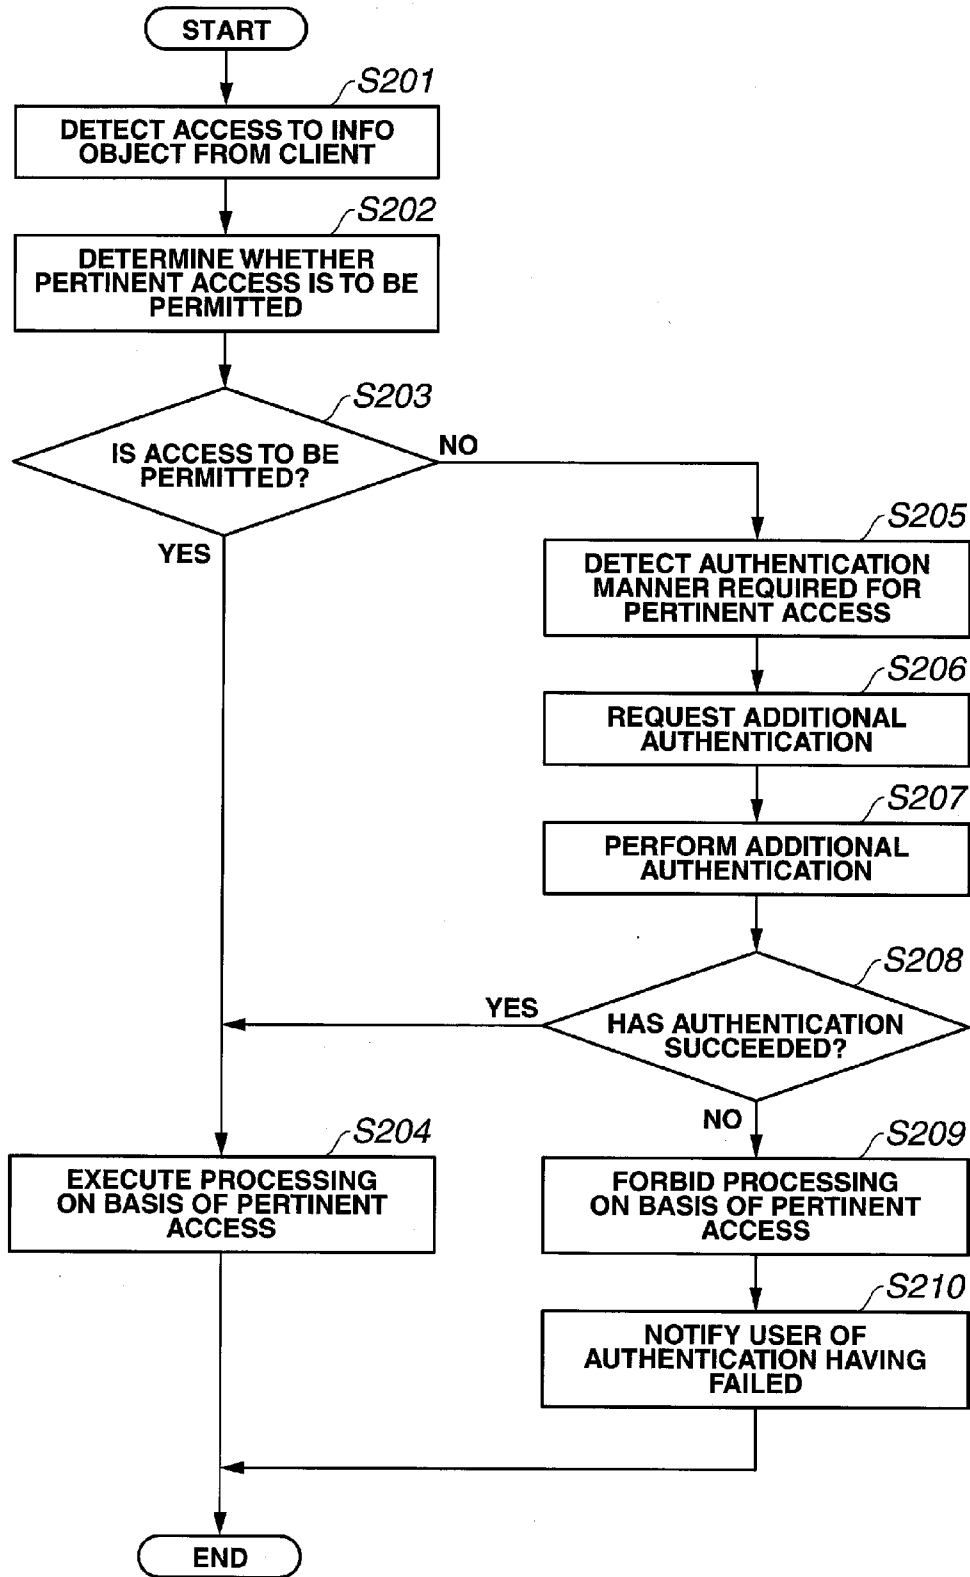 START
S201
DETECT ACCESS TO INFO
OBJECT FROM CLIENT
S202
DETERMINE WHETHER
PERTINENT ACCESS IS TO BE
PERMITTED
S203
IS ACCESS TO BE
PERMITTED?
NO
YES
S205
DETECT AUTHENTICATION
MANNER REQUIRED FOR
PERTINENT ACCESS
S206
REQUEST ADDITIONAL
AUTHENTICATION
S207
PERFORM ADDITIONAL
AUTHENTICATION
S208
YES
HAS AUTHENTICATION
SUCCEEDED?
NO
S204
EXECUTE PROCESSING
ON BASIS OF PERTINENT
ACCESS
S209
FORBID PROCESSING
ON BASIS OF PERTINENT
ACCESS
S210
NOTIFY USER OF
AUTHENTICATION HAVING
FAILED
END